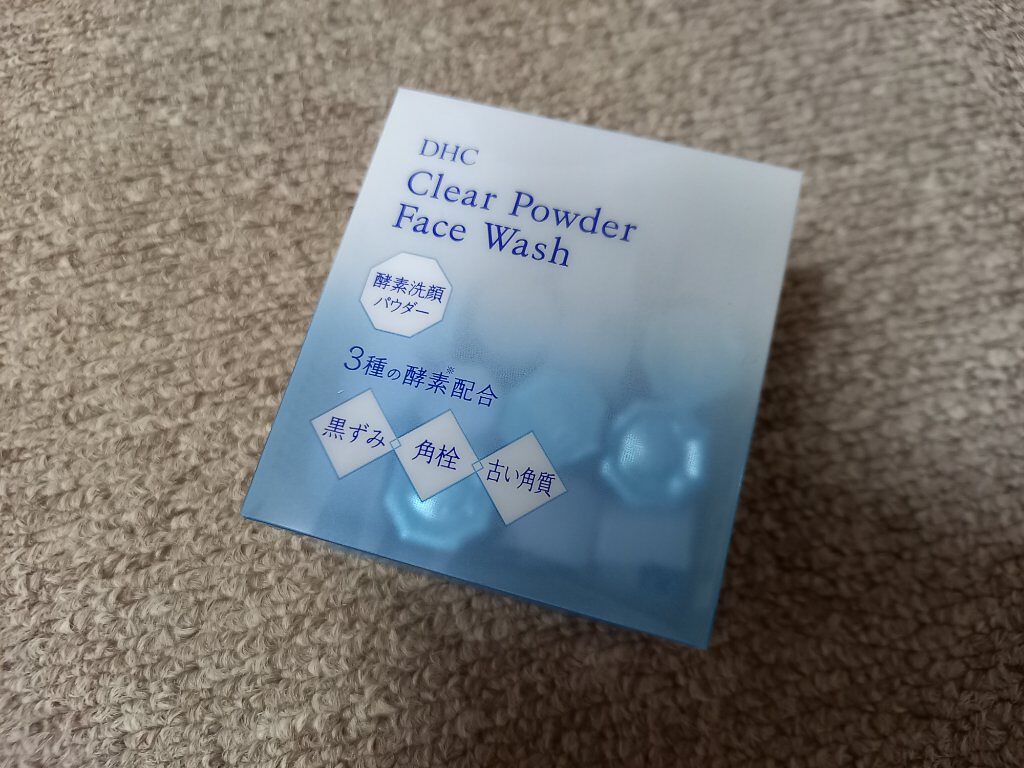 DHC
Clear Powder
Face Wash
酵素洗顔
パウダー
3種の酵素※配合
黒ずみ
角栓
古い角質